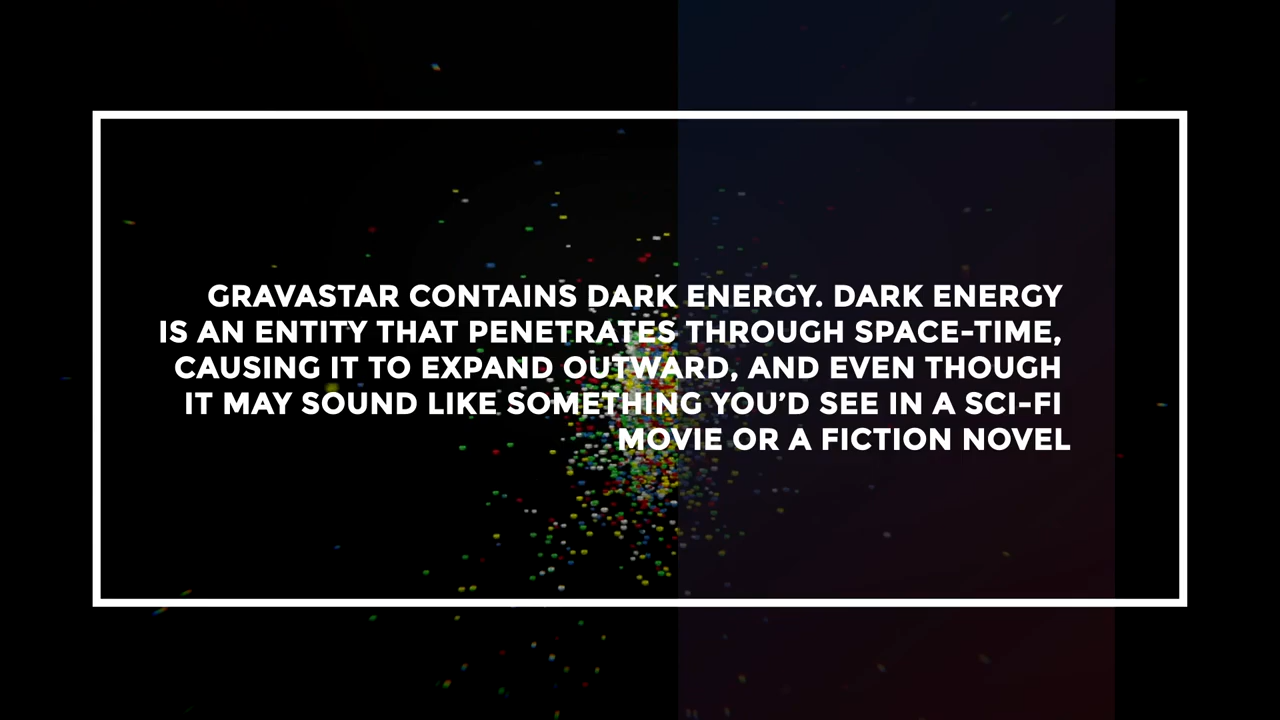 GRAVASTAR CONTAINS DARK ENERGY. DARK ENERGY
IS AN ENTITY THAT PENETRATES THROUGH SPACE-TIME,
CAUSING IT TO EXPAND OUTWARD, AND EVEN THOUGH
IT MAY SOUND LIKE SOMETHING YOU’D SEE IN A SCI-FI
MOVIE OR A FICTION NOVEL